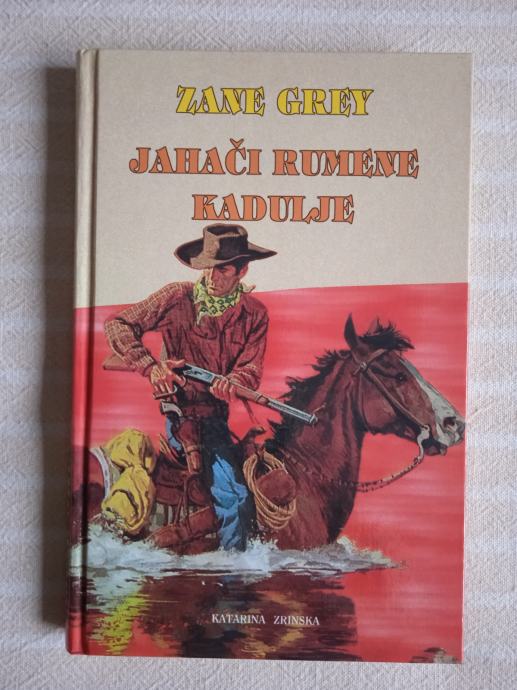 ZANE GREY
JAHAČI RUMENE
KADULJE
KATARINA ZRINSKA